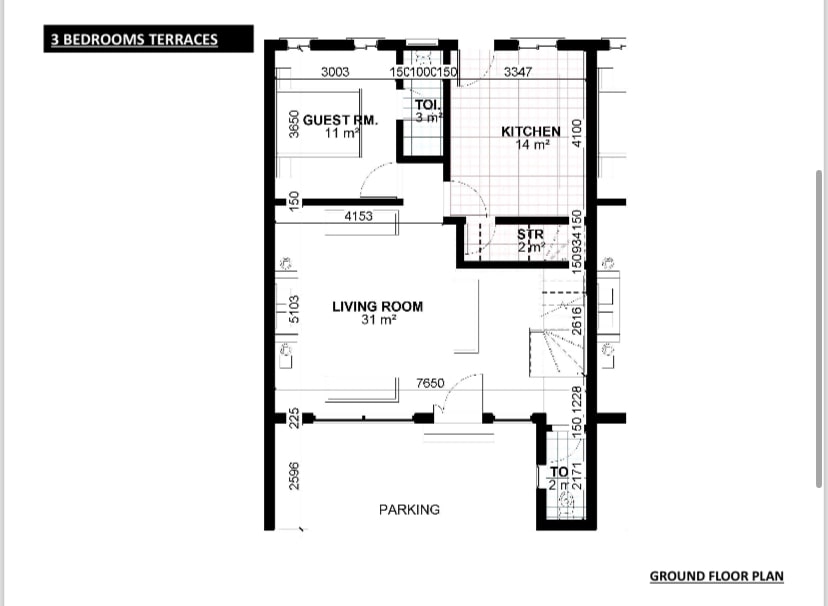 3 BEDROOMS TERRACES
3003
150
1000
150
3347
GUEST RM.
11 m²
3650
TOI.
3 m²
KITCHEN
14 m²
4100
150
4153
150
STR
2 m²
934
150
LIVING ROOM
31 m²
5103
2616
7650
1228
225
150
2596
TO
2 m
2171
PARKING
GROUND FLOOR PLAN